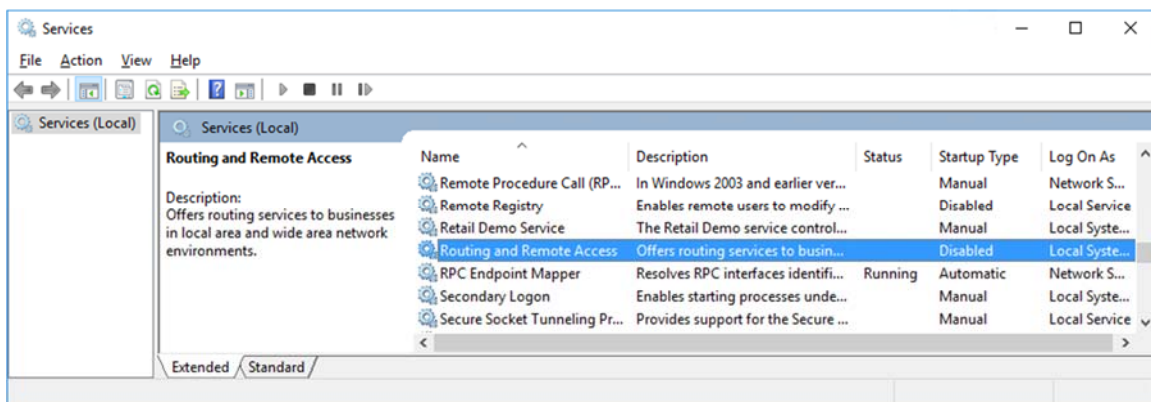 Services
File Action View Help
Services (Local)
Services (Local)
Routing and Remote Access
Description:
Offers routing services to businesses
in local area and wide area network
environments.
Name Description Status Startup Type Log On As
Remote Procedure Call (RP... In Windows 2003 and earlier ver... Manual Network S...
Remote Registry Enables remote users to modify ... Disabled Local Service
Retail Demo Service The Retail Demo service control... Manual Local Syste...
Routing and Remote Access Offers routing services to busin... Disabled Local Syste...
RPC Endpoint Mapper Resolves RPC interfaces identifi... Running Automatic Network S...
Secondary Logon Enables starting processes unde... Manual Local Syste...
Secure Socket Tunneling Pr... Provides support for the Secure ... Manual Local Service
Extended Standard